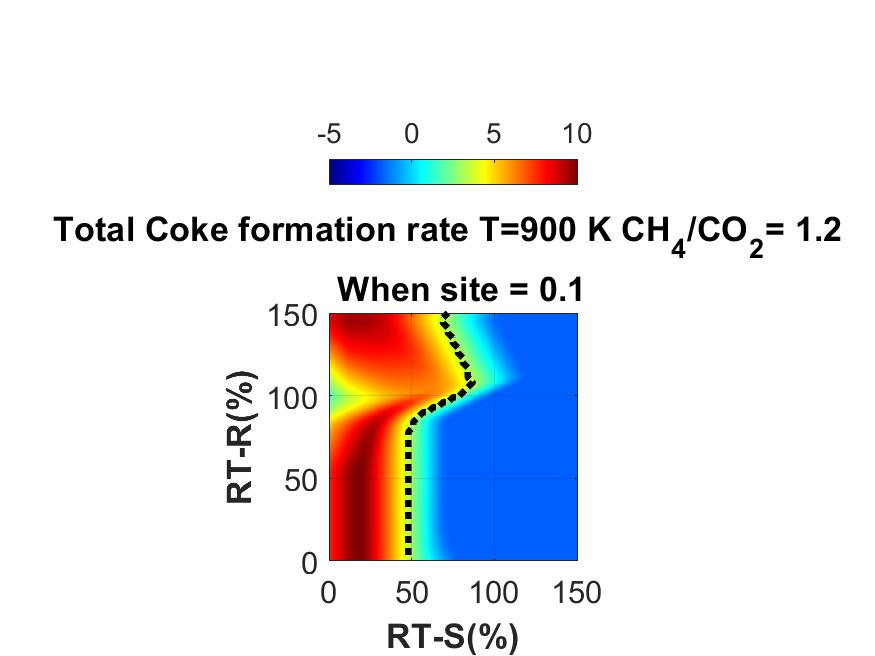 -5 0 5 10
Total Coke formation rate T=900 K CH4/CO2= 1.2
When site = 0.1
150
100
50
0
RT-R(%)
0 50 100 150
RT-S(%)